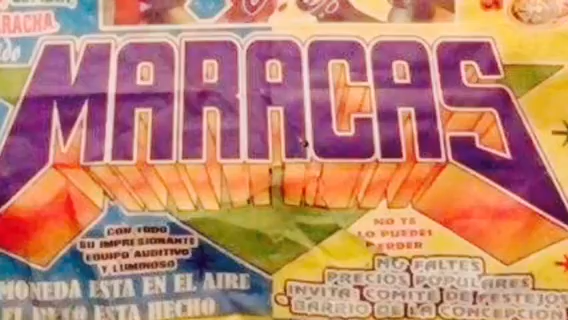 MARACAS
CON TODO
SU IMPRESIONANTE
EQUIPO AUDITIVO
Y LUMINOSO
NO TE
LO PUEDES
PERDER
MONEDA ESTA EN EL AIRE
ESTA HECHO
NO FALTES
PRECIOS POPULARES
INVITA COMITE DE FESTEJOS
BARRIO DE LA CONCEPCION